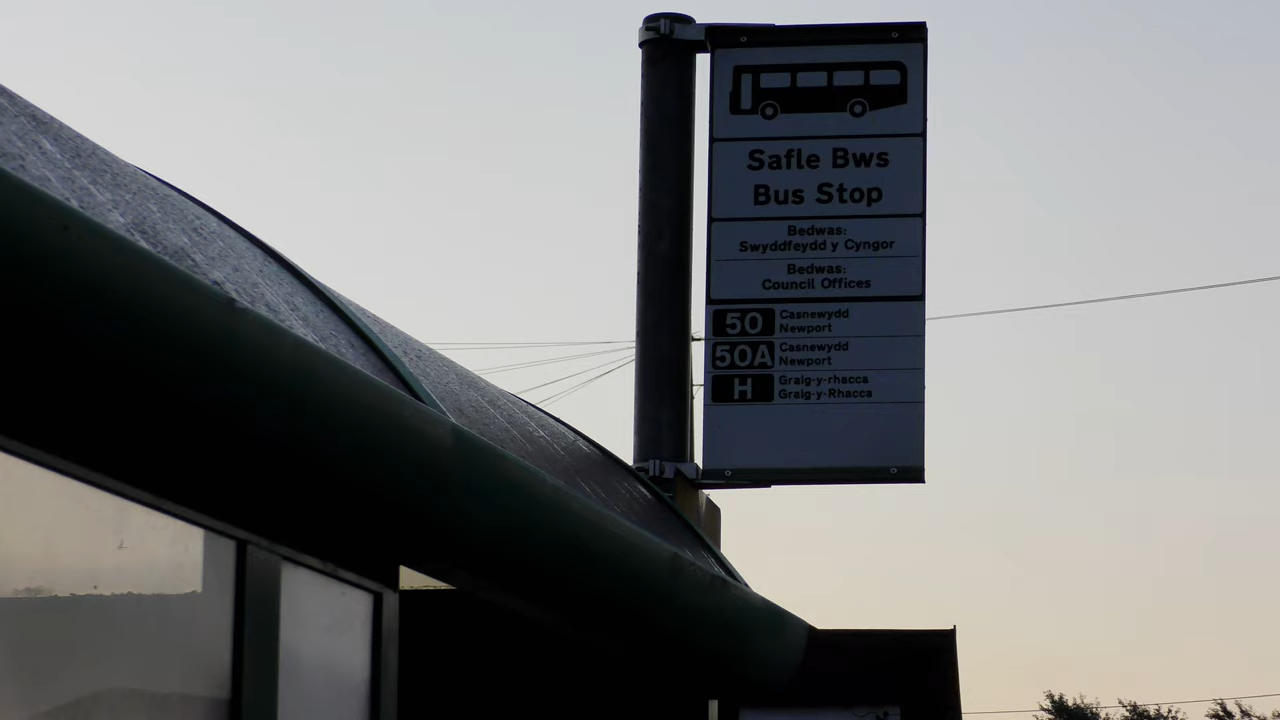 Safle Bws
Bus Stop
Bedwas:
Swyddfeydd y Cyngor
Bedwas:
Council Offices
50 Casnewydd
Newport
50A Casnewydd
Newport
H Graig-y-rhacca
Graig-y-Rhacca